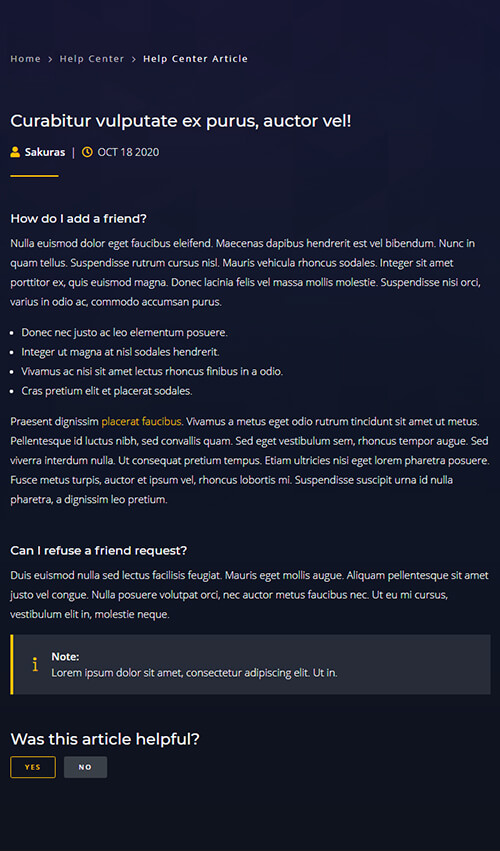 Home > Help Center > Help Center Article
Curabitur vulputate ex purus, auctor vel!
Sakuras | OCT 18 2020
How do I add a friend?
Nulla euismod dolor eget faucibus eleifend. Maecenas dapibus hendrerit est vel bibendum. Nunc in
quam tellus. Suspendisse rutrum cursus nisl. Mauris vehicula rhoncus sodales. Integer sit amet
porttitor ex, quis euismod magna. Donec lacinia felis vel massa mollis molestie. Suspendisse nisi orci,
varius in odio ac, commodo accumsan purus.
• Donec nec justo ac leo elementum posuere.
• Integer ut magna at nisl sodales hendrerit.
• Vivamus ac nisi sit amet lectus rhoncus finibus in a odio.
• Cras pretium elit et placerat sodales.
Praesent dignissim placerat faucibus. Vivamus a metus eget odio rutrum tincidunt sit amet ut metus.
Pellentesque id luctus nibh, sed convallis quam. Sed eget vestibulum sem, rhoncus tempor augue. Sed
viverra interdum nulla. Ut consequat pretium tempus. Etiam ultricies nisi eget lorem pharetra posuere.
Fusce metus turpis, auctor et ipsum vel, rhoncus lobortis mi. Suspendisse suscipit urna id nulla
pharetra, a dignissim leo pretium.
Can I refuse a friend request?
Duis euismod nulla sed lectus facilisis feugiat. Mauris eget mollis augue. Aliquam pellentesque sit amet
justo vel congue. Nulla posuere volutpat orci, nec auctor metus faucibus nec. Ut eu mi cursus,
vestibulum elit in, molestie neque.
Note:
Lorem ipsum dolor sit amet, consectetur adipiscing elit. Ut in.
Was this article helpful?
YES NO